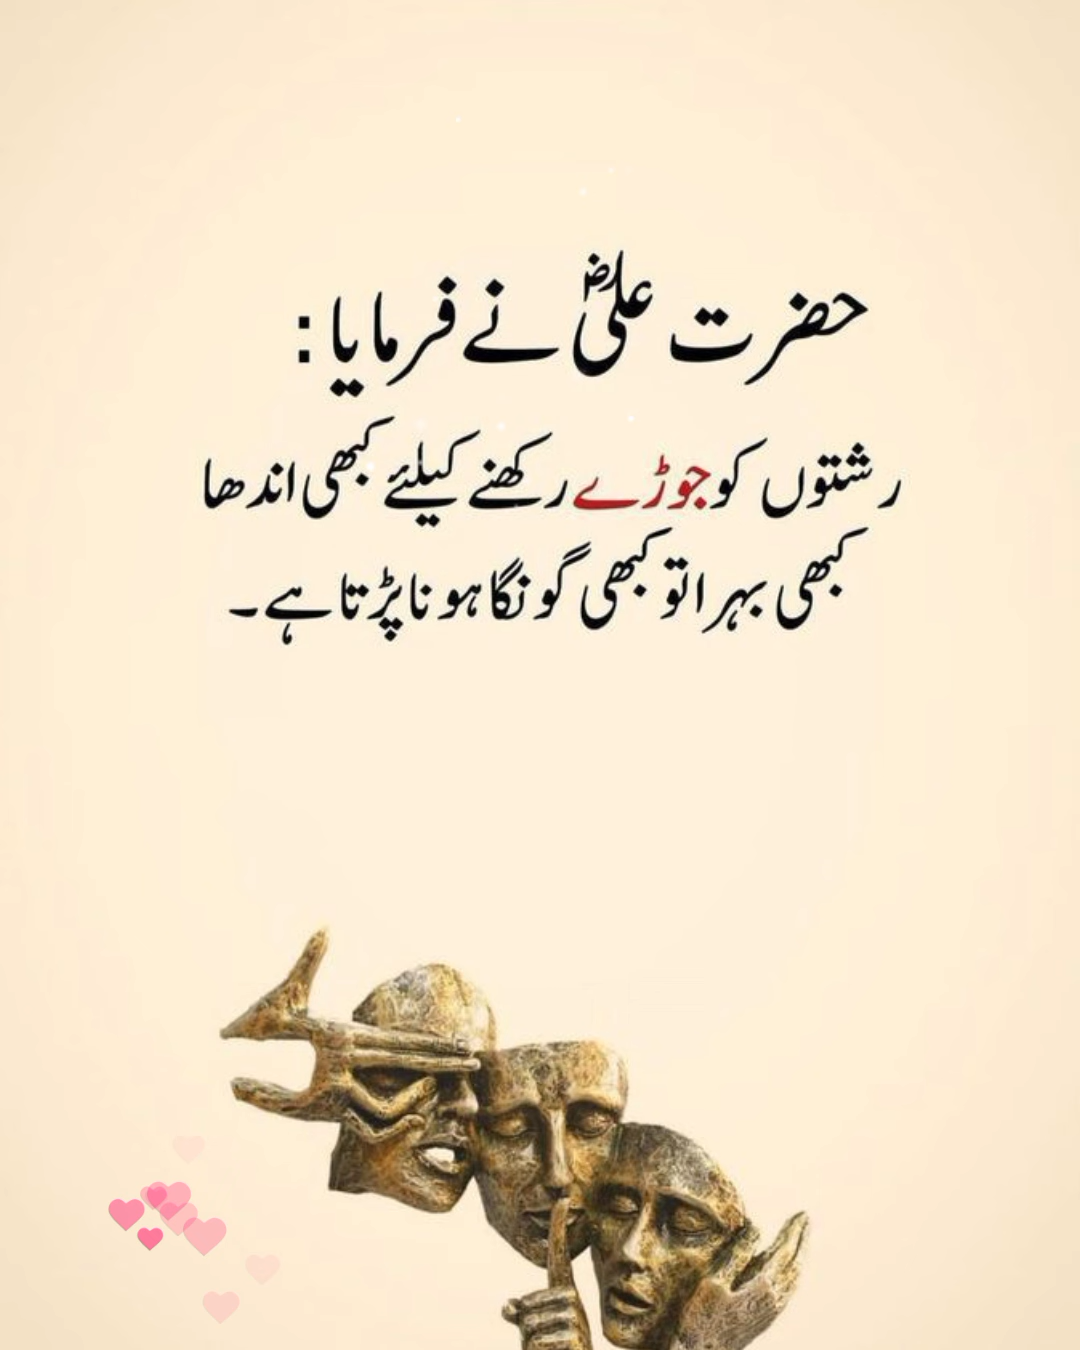 حضرت علیؓ نے فرمایا :
رشتوں کو جوڑے رکھنے کیلئے کبھی اندھا
کبھی بہرا تو کبھی گونگا ہونا پڑتا ہے۔